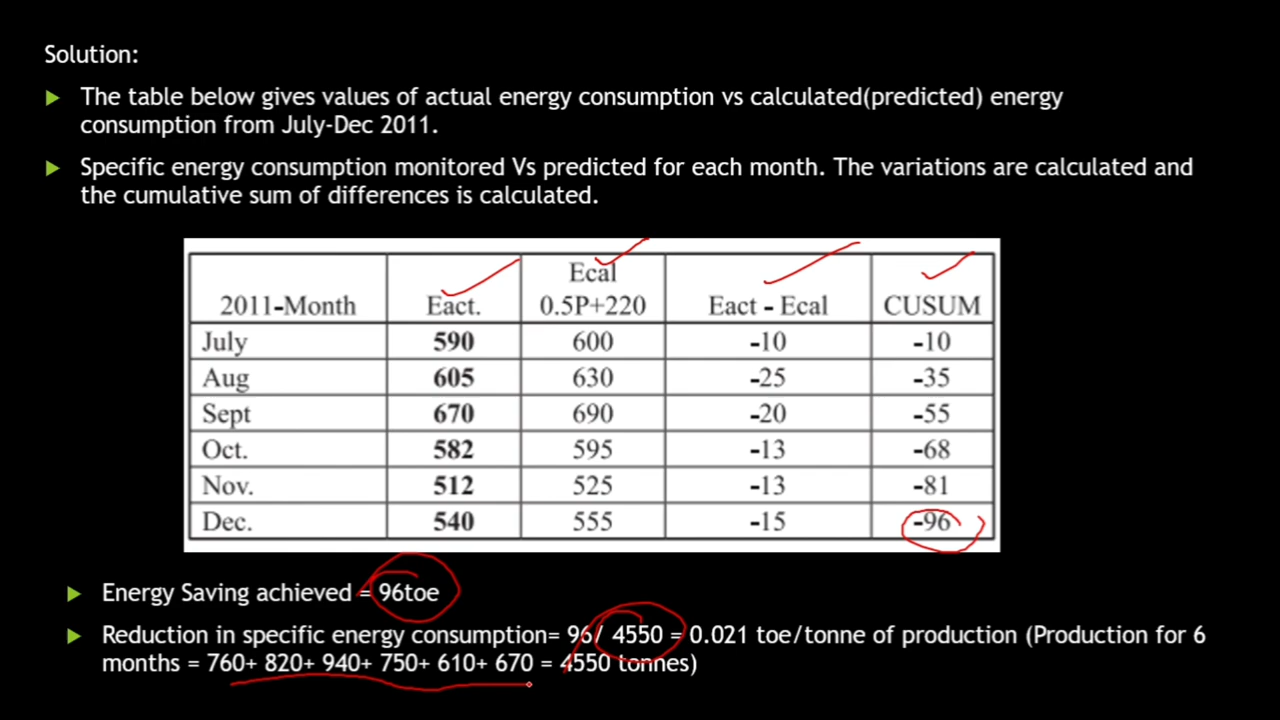 Solution:
▶ The table below gives values of actual energy consumption vs calculated(predicted) energy
consumption from July-Dec 2011.
▶ Specific energy consumption monitored Vs predicted for each month. The variations are calculated and
the cumulative sum of differences is calculated.
2011-Month Eact. Ecal 0.5P+220 Eact - Ecal CUSUM
July 590 600 -10 -10
Aug 605 630 -25 -35
Sept 670 690 -20 -55
Oct. 582 595 -13 -68
Nov. 512 525 -13 -81
Dec. 540 555 -15 -96
▶ Energy Saving achieved = 96toe
▶ Reduction in specific energy consumption= 96/ 4550 = 0.021 toe/tonne of production (Production for 6
months = 760+ 820+ 940+ 750+ 610+ 670 = 4550 tonnes)